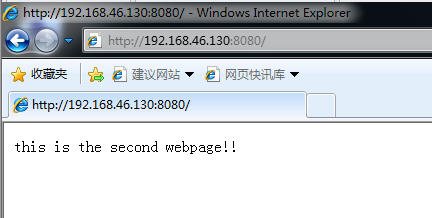 http://192.168.46.130:8080/ - Windows Internet Explorer
http://192.168.46.130:8080/
收藏夹 建议网站 网页快讯库
http://192.168.46.130:8080/
this is the second webpage!!